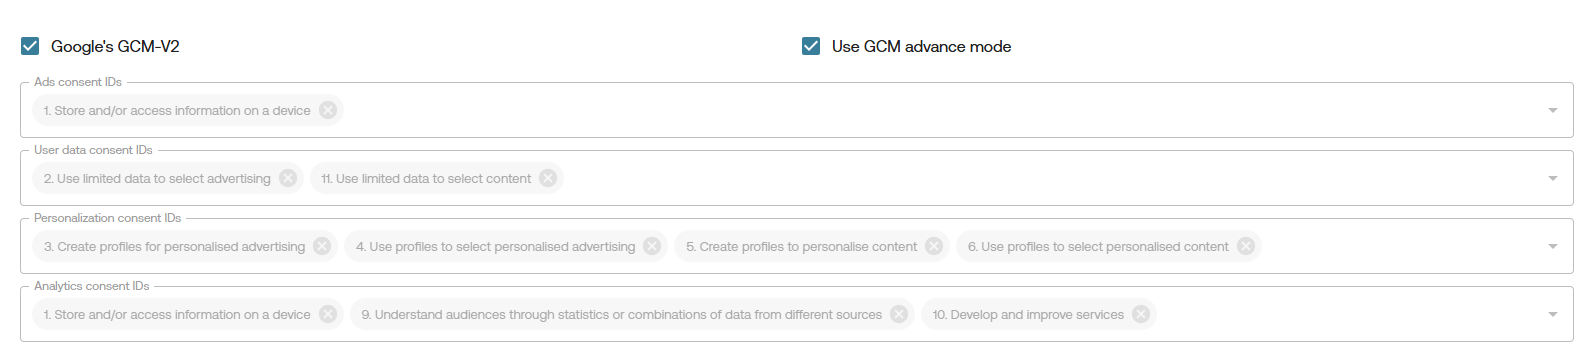 Google's GCM-V2 Use GCM advance mode
Ads consent IDs
1. Store and/or access information on a device
User data consent IDs
2. Use limited data to select advertising 11. Use limited data to select content
Personalization consent IDs
3. Create profiles for personalised advertising 4. Use profiles to select personalised advertising 5. Create profiles to personalise content 6. Use profiles to select personalised content
Analytics consent IDs
1. Store and/or access information on a device 9. Understand audiences through statistics or combinations of data from different sources 10. Develop and improve services